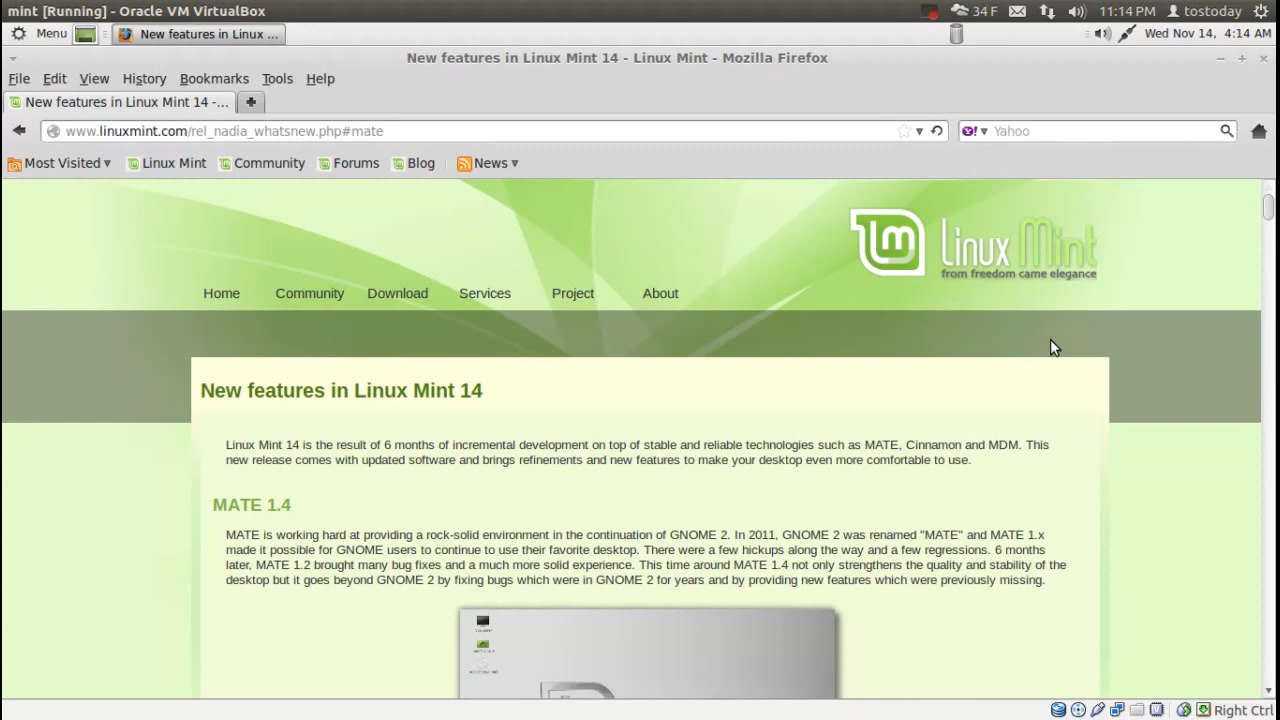 mint [Running] - Oracle VM VirtualBox
34 F
11:14 PM
tostoday
Menu
New features in Linux ...
Wed Nov 14, 4:14 AM
New features in Linux Mint 14 - Linux Mint - Mozilla Firefox
File Edit View History Bookmarks Tools Help
New features in Linux Mint 14 -...
www.linuxmint.com/rel_nadia_whatsnew.php#mate
Yahoo
Most Visited
Linux Mint
Community
Forums
Blog
News
Linux Mint
from freedom came elegance
Home Community Download Services Project About
New features in Linux Mint 14
Linux Mint 14 is the result of 6 months of incremental development on top of stable and reliable technologies such as MATE, Cinnamon and MDM. This
new release comes with updated software and brings refinements and new features to make your desktop even more comfortable to use.
MATE 1.4
MATE is working hard at providing a rock-solid environment in the continuation of GNOME 2. In 2011, GNOME 2 was renamed "MATE" and MATE 1.x
made it possible for GNOME users to continue to use their favorite desktop. There were a few hickups along the way and a few regressions. 6 months
later, MATE 1.2 brought many bug fixes and a much more solid experience. This time around MATE 1.4 not only strengthens the quality and stability of the
desktop but it goes beyond GNOME 2 by fixing bugs which were in GNOME 2 for years and by providing new features which were previously missing.
Right Ctrl